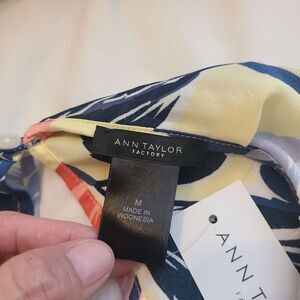 ANN TAYLOR
FACTORY
M
MADE IN
INDONESIA
ANN T